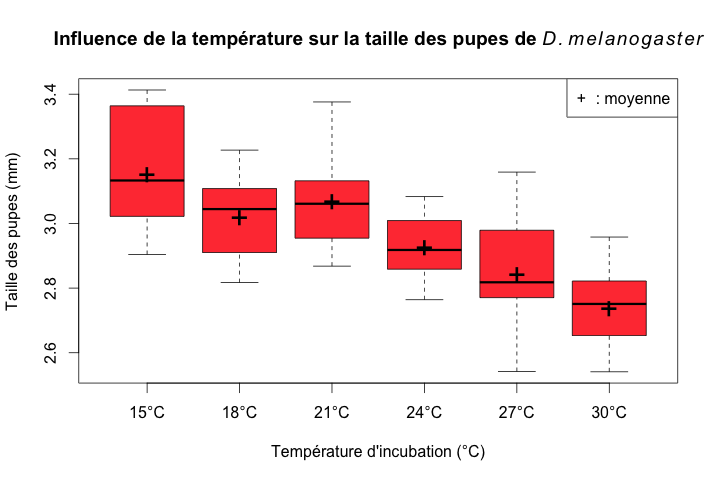 Influence de la température sur la taille des pupes de D. melanogaster
+ : moyenne
Taille des pupes (mm)
3.4
3.2
3.0
2.8
2.6
15°C 18°C 21°C 24°C 27°C 30°C
Température d'incubation (°C)